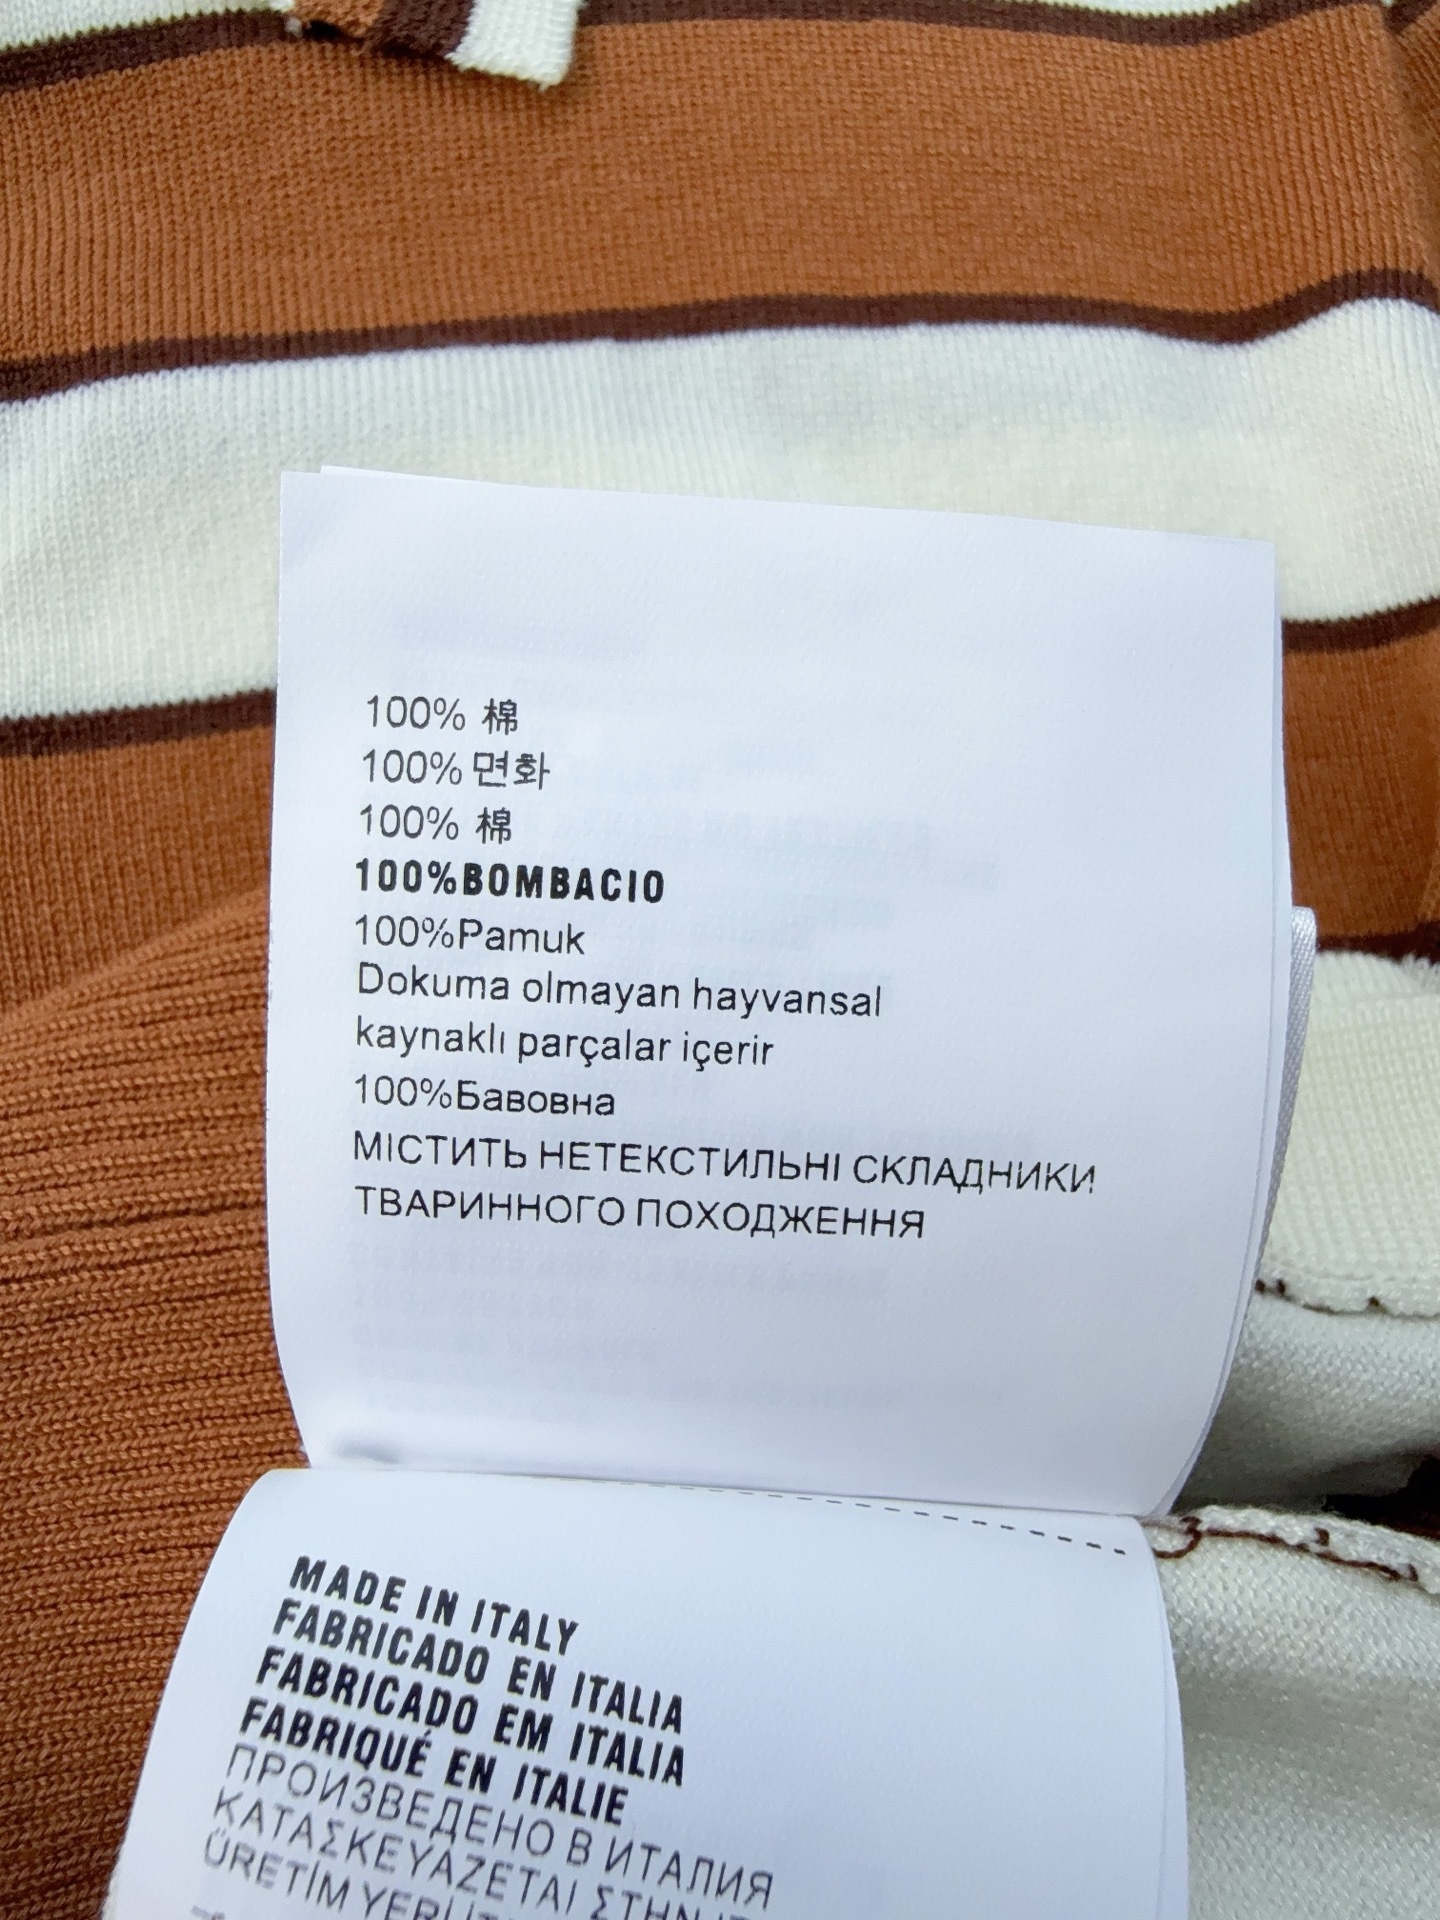 100% 棉
100% 면화
100% 棉
100%BOMBACIO
100%Pamuk
Dokuma olmayan hayvansal
kaynaklı parçalar içerir
100%Бавовна
МІСТИТЬ НЕТЕКСТИЛЬНІ СКЛАДНИКИ
ТВАРИННОГО ПОХОДЖЕННЯ
MADE IN ITALY
FABRICADO EN ITALIA
FABRICADO EM ITALIA
FABRIQUÉ EN ITALIE
ПРОИЗВЕДЕНО В ИТАЛИЯ
ΚΑΤΑΣΚΕΥΑΖΕΤΑΙ ΣΤΗΝ
ÜRETİM